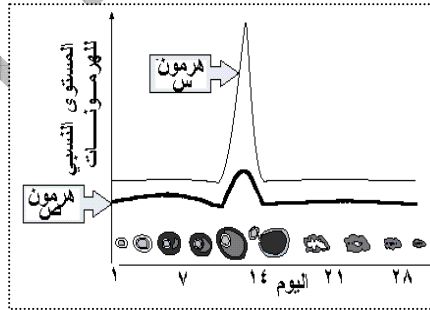 المستوى النسبي
للهرمونات
هرمون
س
هرمون
ص
١ ٧ ١٤ ٢١ ٢٨
اليوم